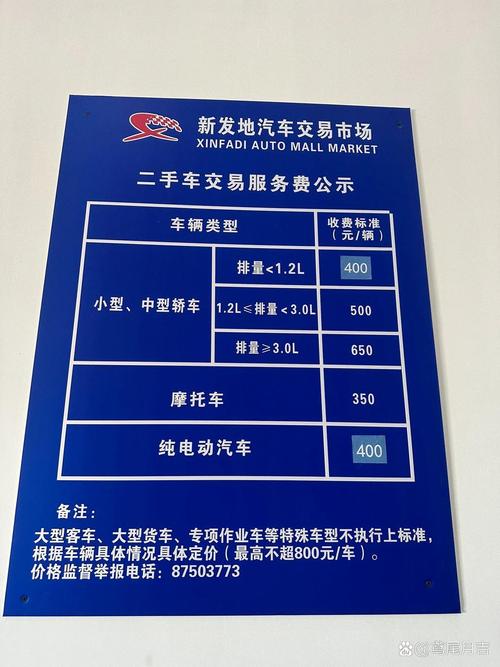 新发地汽车交易市场
XINFADI AUTO MALL MARKET
二手车交易服务费公示
车辆类型
收费标准
（元/辆）
小型、中型轿车
排量<1.2L
400
1.2L≤排量<3.0L
500
排量≥3.0L
650
摩托车
350
纯电动汽车
400
备注：
大型客车、大型货车、专项作业车等特殊车型不执行上标准，
根据车辆具体情况具体定价（最高不超800元/车）。
价格监督举报电话：87503773
鸢尾月吉